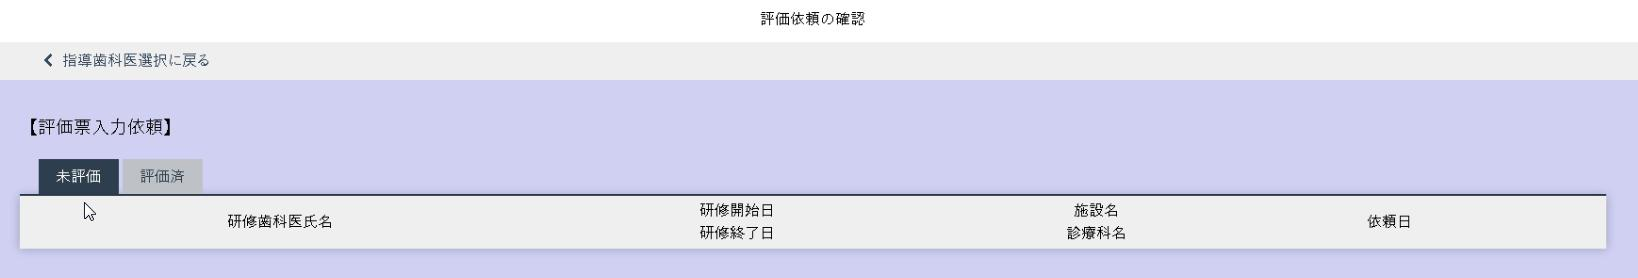 評価依頼の確認
指導歯科医選択に戻る
【評価票入力依頼】
未評価 評価済
研修歯科医氏名 研修開始日 施設名 依頼日
研修終了日 診療科名